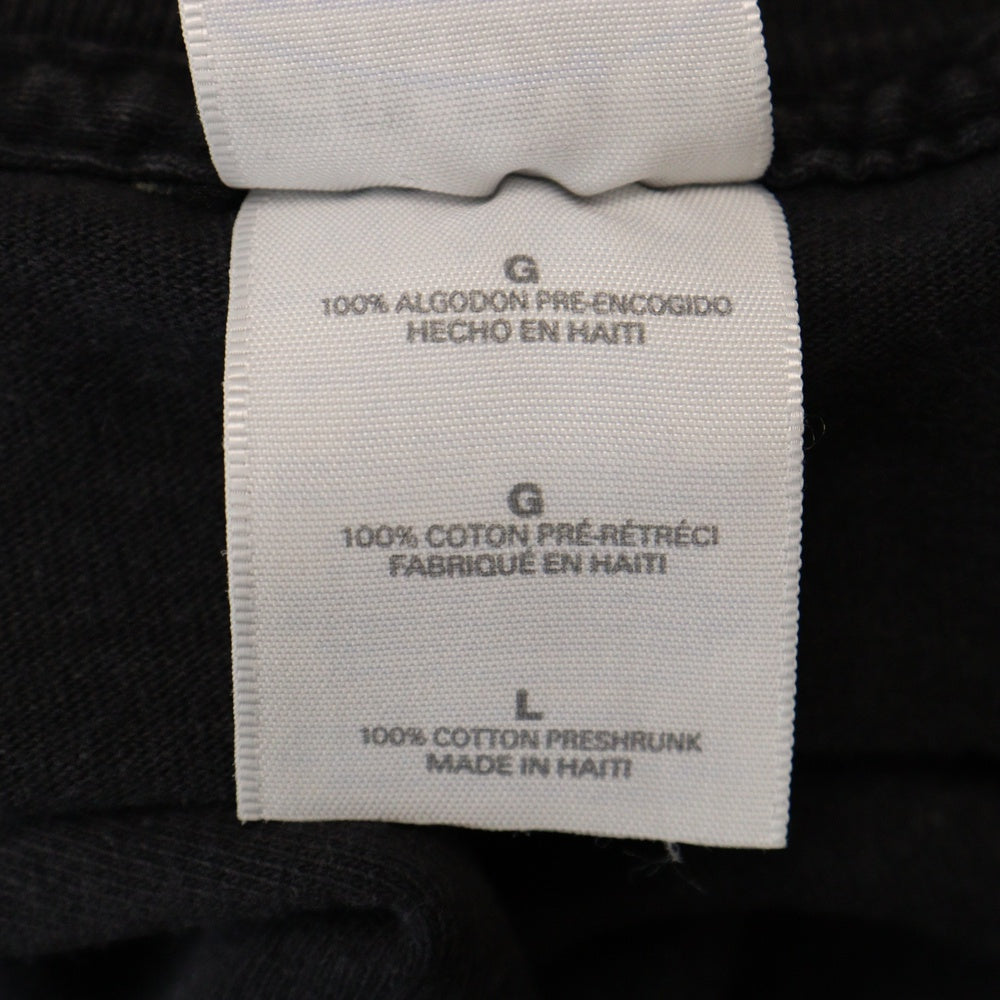 G
100% ALGODON PRE-ENCOGIDO
HECHO EN HAITI
G
100% COTON PRÉ-RÉTRÉCI
FABRIQUÉ EN HAITI
L
100% COTTON PRESHRUNK
MADE IN HAITI